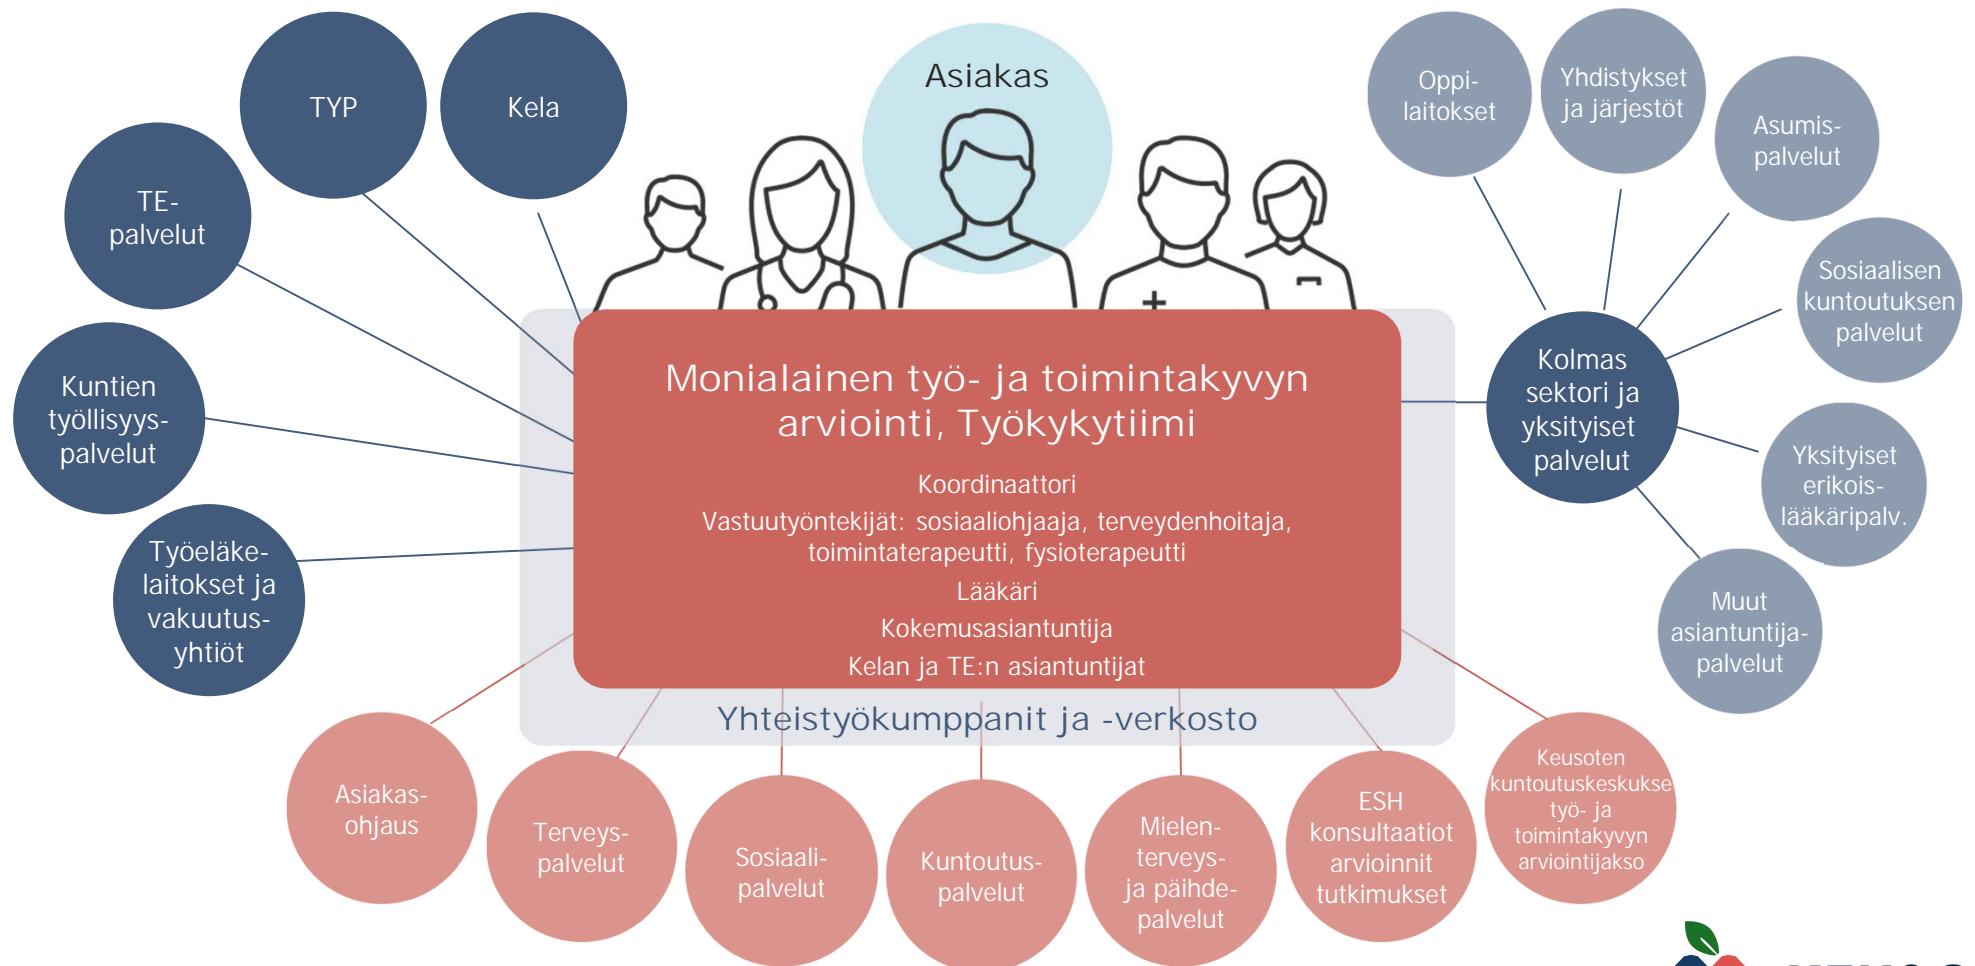 Asiakas
TYP
Kela
TE-
palvelut
Kuntien
työllisyys-
palvelut
Työeläke-
laitokset ja
vakuutus-
yhtiöt
Oppi-
laitokset
Yhdistykset
ja järjestöt
Asumis-
palvelut
Sosiaalisen
kuntoutuksen
palvelut
Kolmas
sektori ja
yksityiset
palvelut
Yksityiset
erikois-
lääkäripalv.
Muut
asiantuntija-
palvelut
Monialainen työ- ja toimintakyvyn
arviointi, Työkykytiimi
Koordinaattori
Vastuutyöntekijät: sosiaaliohjaaja, terveydenhoitaja,
toimintaterapeutti, fysioterapeutti
Lääkäri
Kokemusasiantuntija
Kelan ja TE:n asiantuntijat
Yhteistyökumppanit ja -verkosto
Asiakas-
ohjaus
Terveys-
palvelut
Sosiaali-
palvelut
Kuntoutus-
palvelut
Mielen-
terveys-
ja päihde-
palvelut
ESH
konsultaatiot
arvioinnit
tutkimukset
Keusoten
kuntoutuskeskukse
työ- ja
toimintakyvyn
arviointijakso